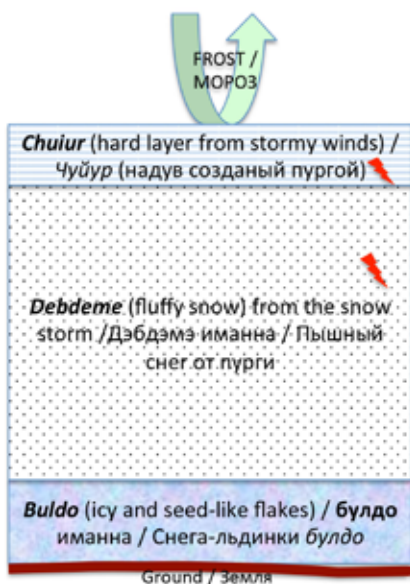 FROST /
МОРОЗ
Chuiur (hard layer from stormy winds) /
Чуйур (надув созданый пургой)
Debdeme (fluffy snow) from the snow
storm /Дэбдэмэ иманна / Пышный
снег от пурги
Buldo (icy and seed-like flakes) / булдо
иманна / Снега-льдинки булдо
Ground / Земля